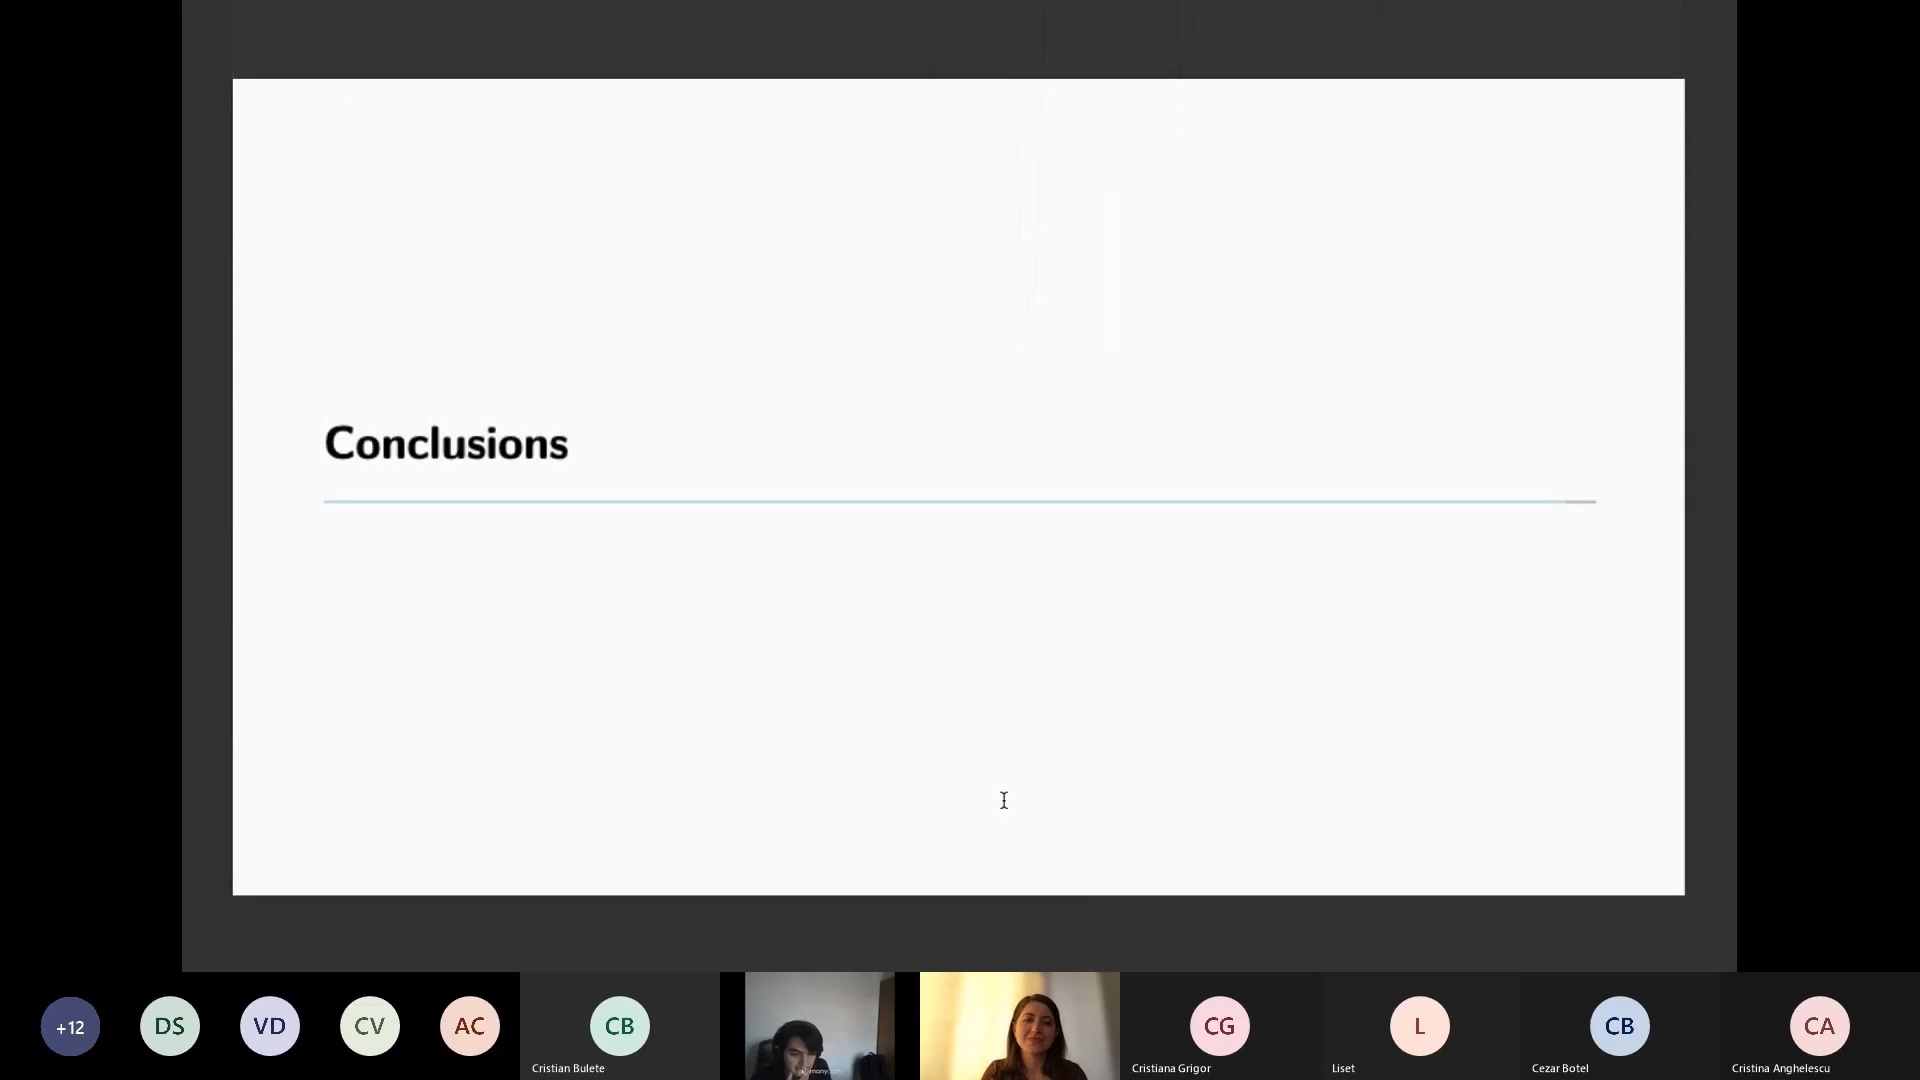 Conclusions
+12
DS
VD
CV
AC
CB
CG
L
CB
CA
Cristian Bulete
Cristiana Grigor
Liset
Cezar Botel
Cristina Anghelescu